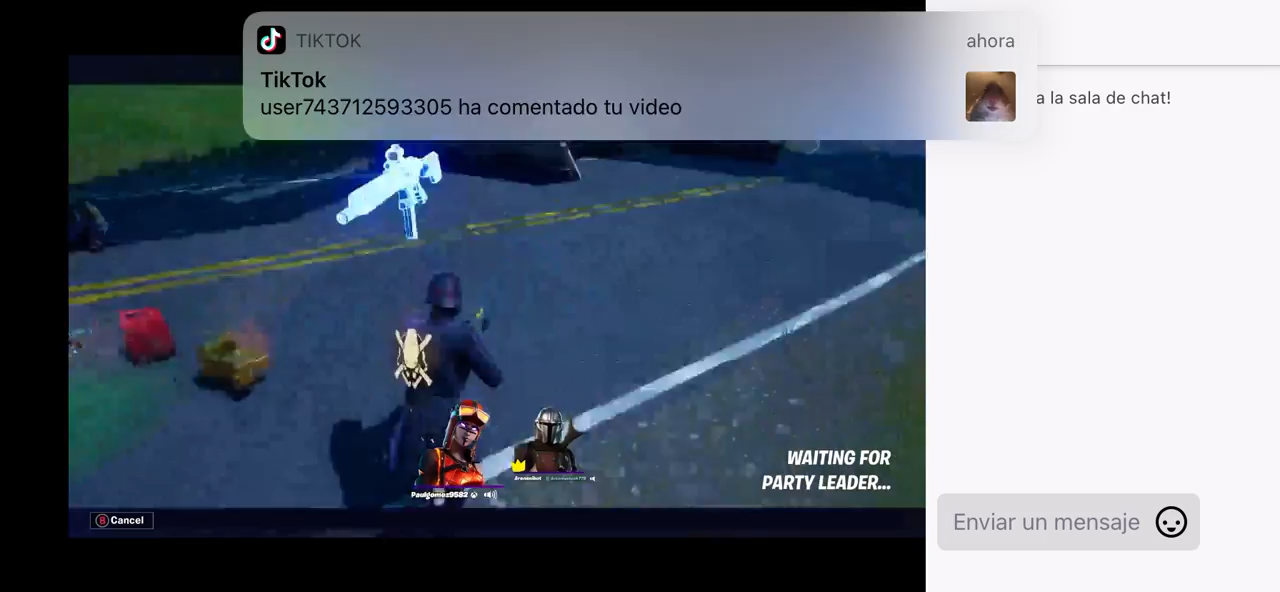 TIKTOK
ahora
TikTok
user743712593305 ha comentado tu video
a la sala de chat!
WAITING FOR
PARTY LEADER...
Paulgomez9582
B Cancel
Enviar un mensaje